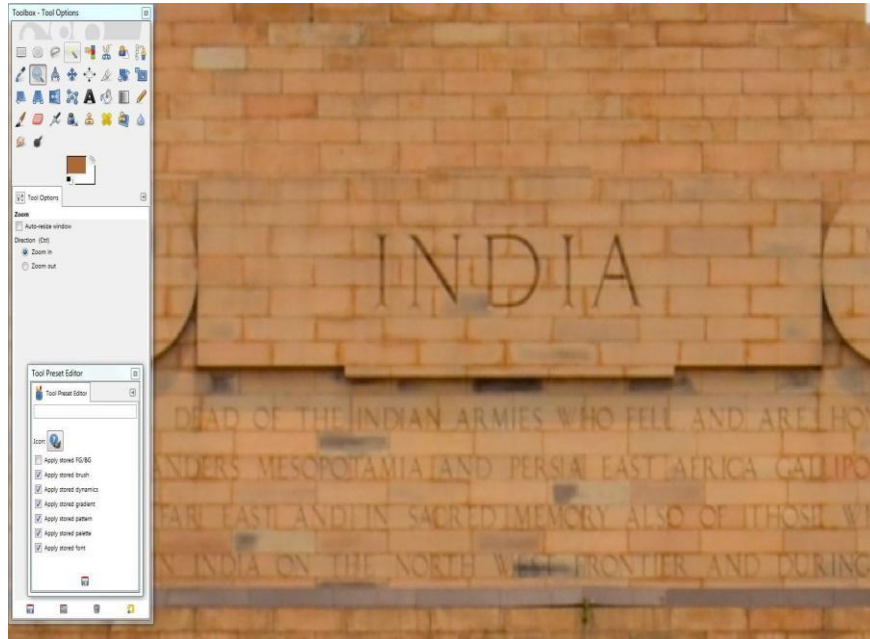 Toolbox - Tool Options
Tool Options
Zoom
Auto-resize window
Direction (Ctrl)
Zoom in
Zoom out
Tool Preset Editor
Tool Preset Editor
Icon:
Apply stored FG/BG
Apply stored brush
Apply stored dynamics
Apply stored gradient
Apply stored pattern
Apply stored palette
Apply stored font
INDIA
DEAD OF THE INDIAN ARMIES WHO FELL AND ARE HO
NDERS MESOPOTAMIA AND PERSIA EAST AFRICA GALLIPO
FAR EAST AND IN SACRED MEMORY ALSO OF THOSE W
N INDIA ON THE NORTH WEST FRONTIER AND DURING